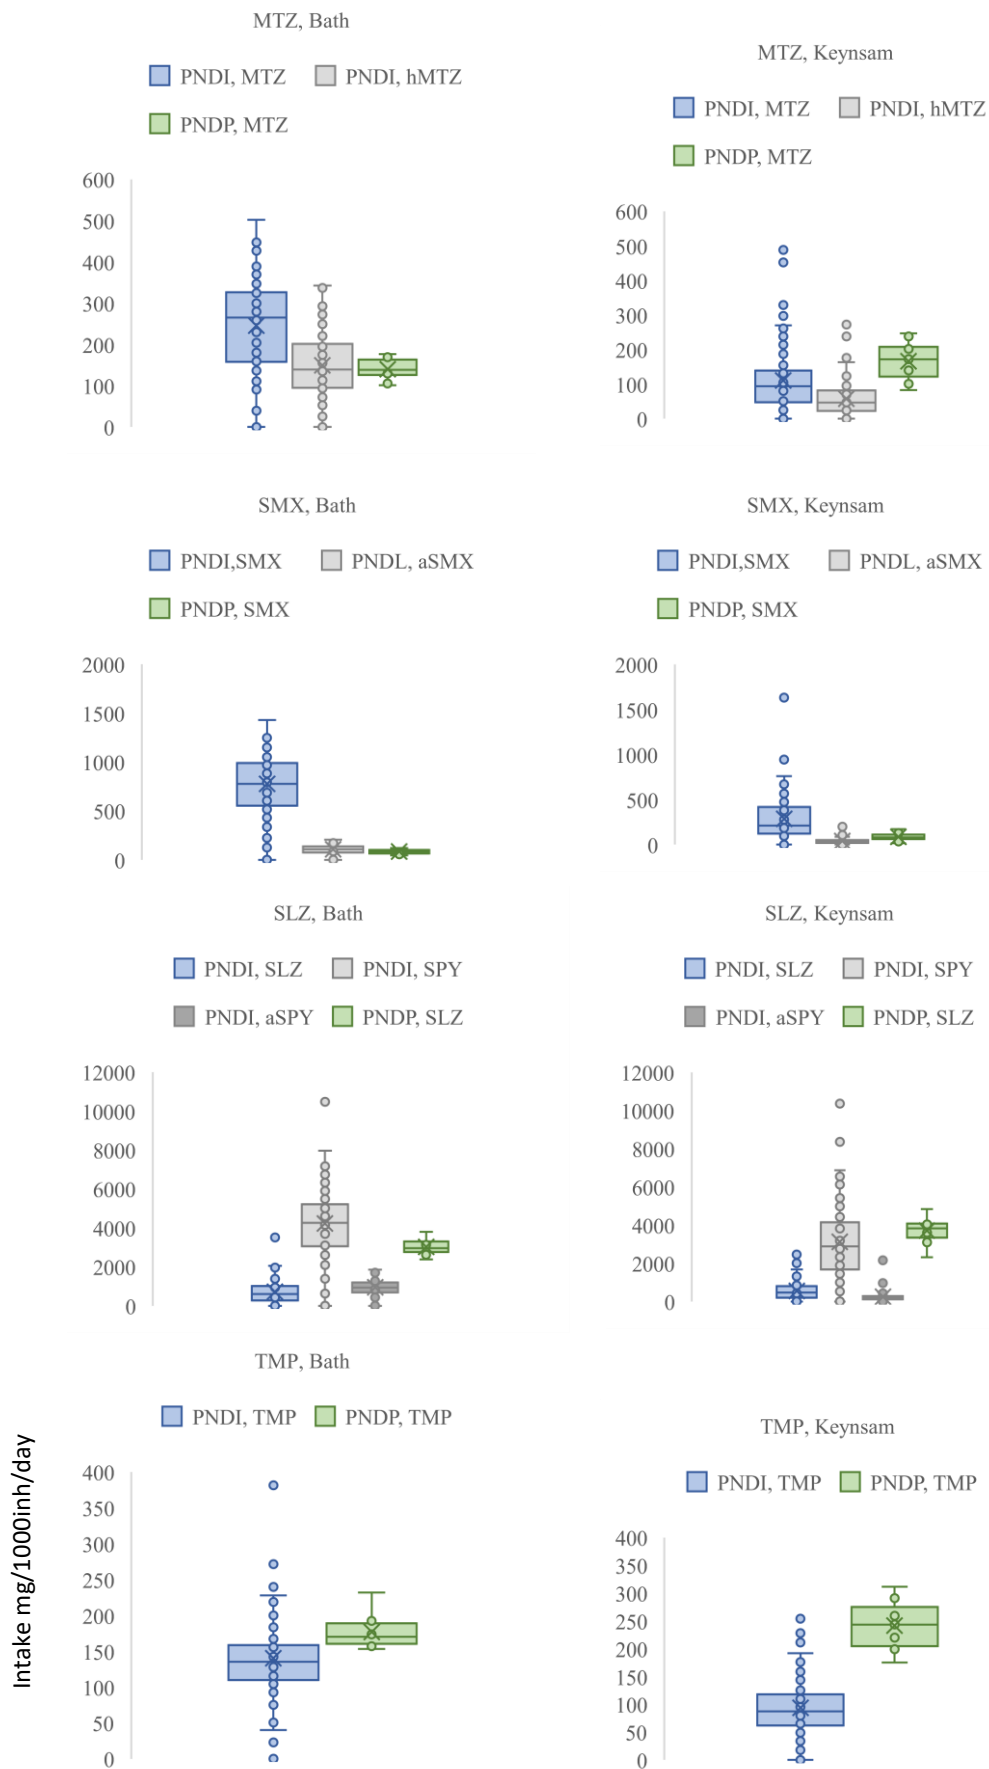 MTZ, Bath
PNDI, MTZ PNDI, hMTZ
PNDP, MTZ
600
500
400
300
200
100
0
MTZ, Keynsam
PNDI, MTZ PNDI, hMTZ
PNDP, MTZ
600
500
400
300
200
100
0
SMX, Bath
PNDI,SMX PNDL, aSMX
PNDP, SMX
2000
1500
1000
500
0
SMX, Keynsam
PNDI,SMX PNDL, aSMX
PNDP, SMX
2000
1500
1000
500
0
SLZ, Bath
PNDI, SLZ PNDI, SPY
PNDI, aSPY PNDP, SLZ
12000
10000
8000
6000
4000
2000
0
SLZ, Keynsam
PNDI, SLZ PNDI, SPY
PNDI, aSPY PNDP, SLZ
12000
10000
8000
6000
4000
2000
0
TMP, Bath
PNDI, TMP PNDP, TMP
400
350
300
250
200
150
100
50
0
Intake mg/1000inh/day
TMP, Keynsam
PNDI, TMP PNDP, TMP
400
350
300
250
200
150
100
50
0